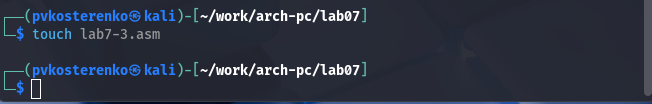 ┌──(pvkosterenko㉿kali)-[~/work/arch-pc/lab07]
└─$ touch lab7-3.asm
┌──(pvkosterenko㉿kali)-[~/work/arch-pc/lab07]
└─$